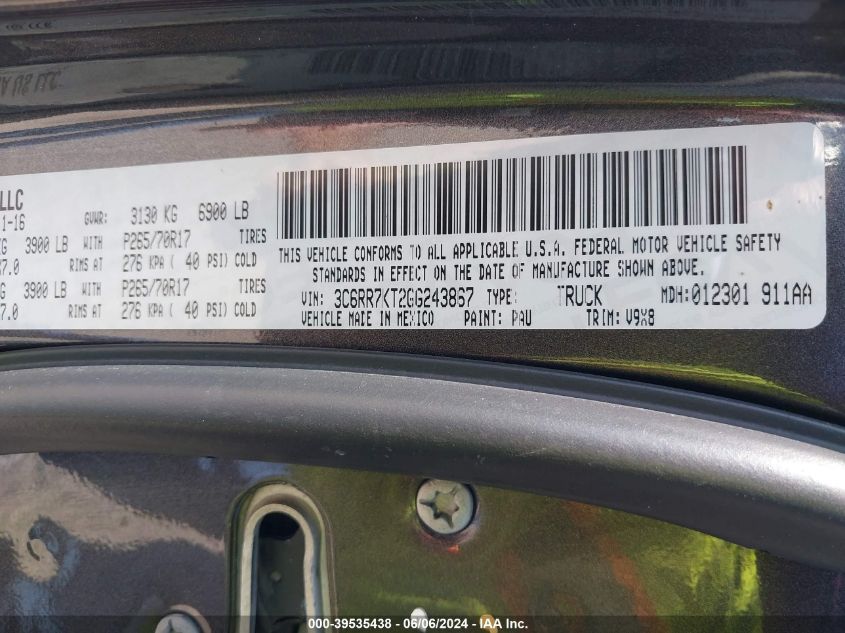 LLC
1-16 GVWR: 3130 KG 6900 LB
KG 3900 LB WITH P265/70R17 TIRES
X7.0 RIMS AT 276 KPA ( 40 PSI) COLD
G 3900 LB WITH P265/70R17 TIRES
X7.0 RIMS AT 276 KPA ( 40 PSI) COLD
THIS VEHICLE CONFORMS TO ALL APPLICABLE U.S.A. FEDERAL MOTOR VEHICLE SAFETY
STANDARDS IN EFFECT ON THE DATE OF MANUFACTURE SHOWN ABOVE.
VIN: 3C6RR7KT2GG243867 TYPE: TRUCK MDH: 012301 911AA
VEHICLE MADE IN MEXICO PAINT: PAU TRIM: V9X8
000-39535438 - 06/06/2024 - IAA Inc.